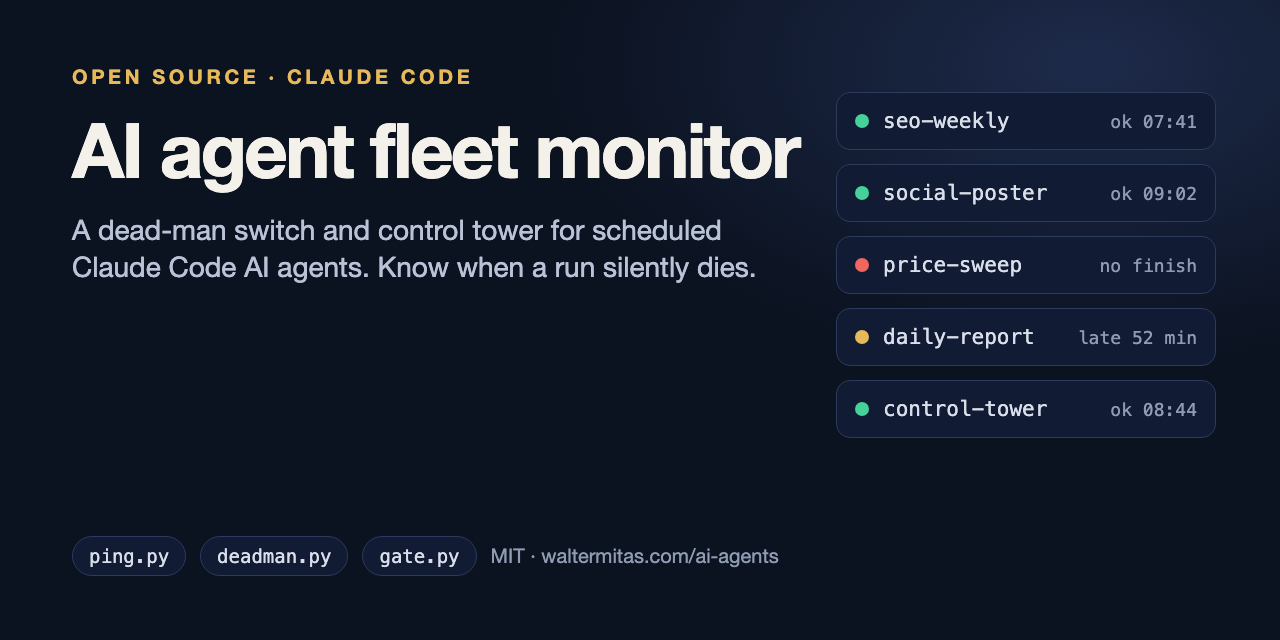 OPEN SOURCE · CLAUDE CODE
AI agent fleet monitor
A dead-man switch and control tower for scheduled
Claude Code AI agents. Know when a run silently dies.
seo-weekly ok 07:41
social-poster ok 09:02
price-sweep no finish
daily-report late 52 min
control-tower ok 08:44
ping.py deadman.py gate.py MIT · waltermitas.com/ai-agents